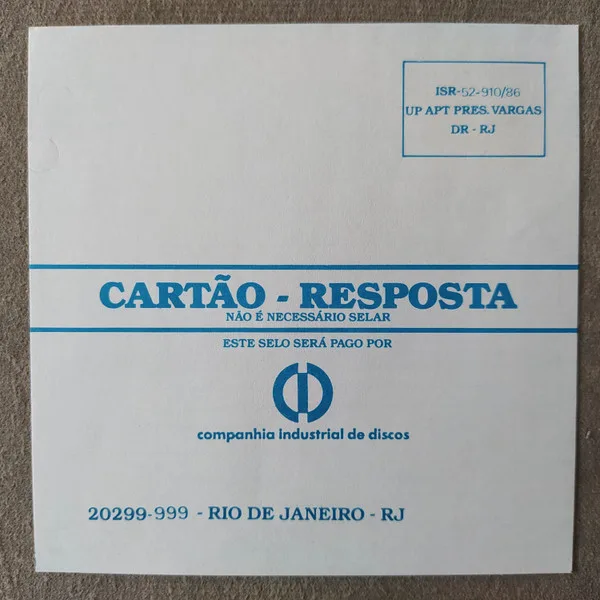 ISR-52-910/86
UP APT PRES. VARGAS
DR - RJ
CARTÃO - RESPOSTA
NÃO É NECESSÁRIO SELAR
ESTE SELO SERÁ PAGO POR
companhia industrial de discos
20299-999 - RIO DE JANEIRO - RJ